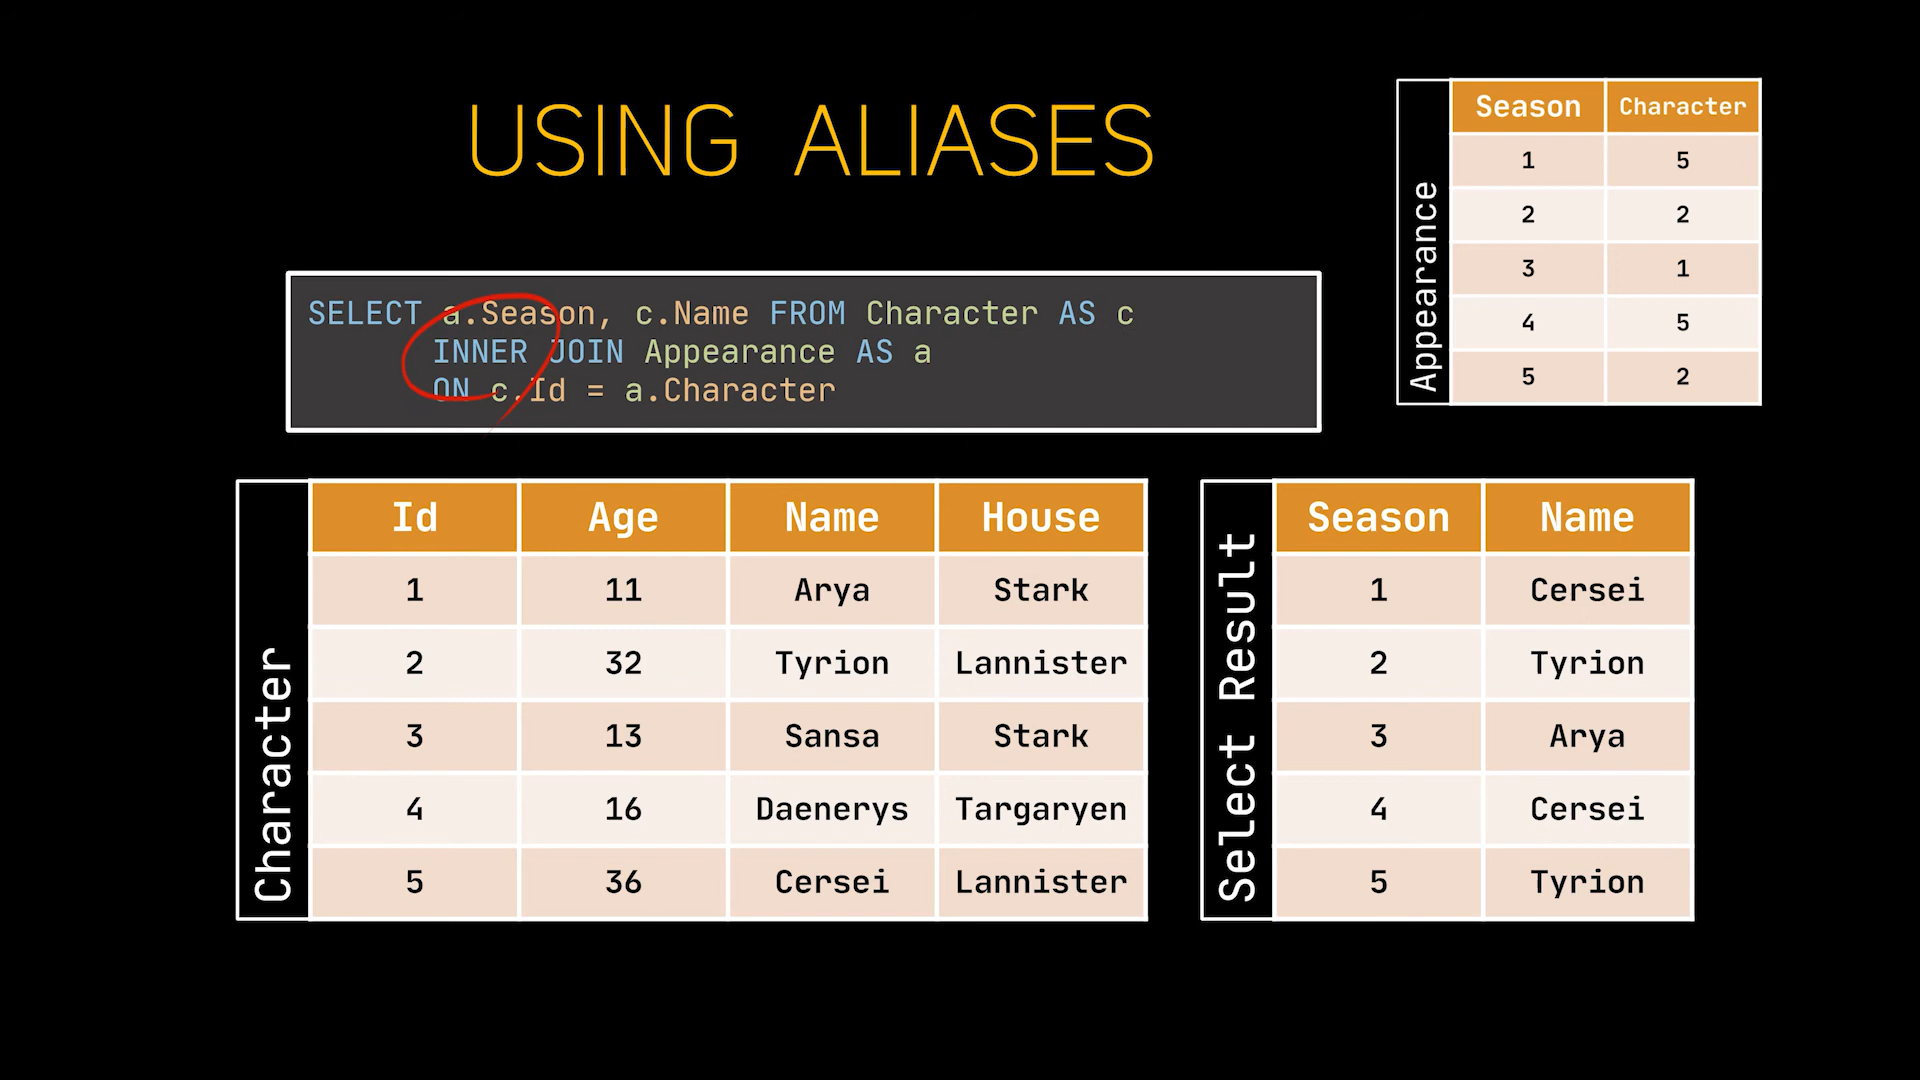 USING ALIASES
SELECT a.Season, c.Name FROM Character AS c
INNER JOIN Appearance AS a
ON c.Id = a.Character
Appearance
Season Character
1 5
2 2
3 1
4 5
5 2
Character
Id Age Name House
1 11 Arya Stark
2 32 Tyrion Lannister
3 13 Sansa Stark
4 16 Daenerys Targaryen
5 36 Cersei Lannister
Select Result
Season Name
1 Cersei
2 Tyrion
3 Arya
4 Cersei
5 Tyrion